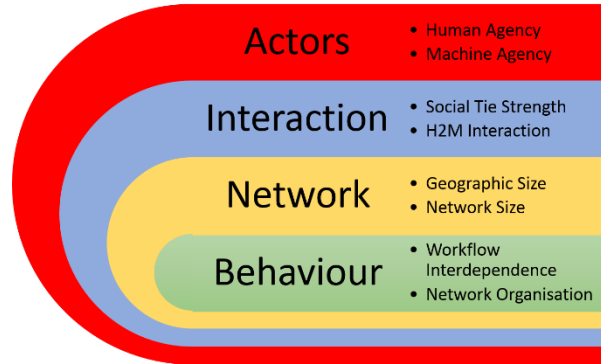 Actors
• Human Agency
• Machine Agency
Interaction
• Social Tie Strength
• H2M Interaction
Network
• Geographic Size
• Network Size
Behaviour
• Workflow
Interdependence
• Network Organisation